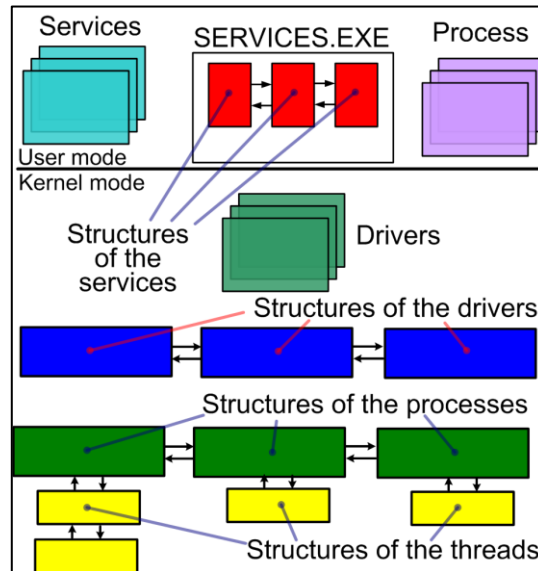 Services
SERVICES.EXE
Process
User mode
Kernel mode
Structures
of the
services
Drivers
Structures of the drivers
Structures of the processes
Structures of the threads